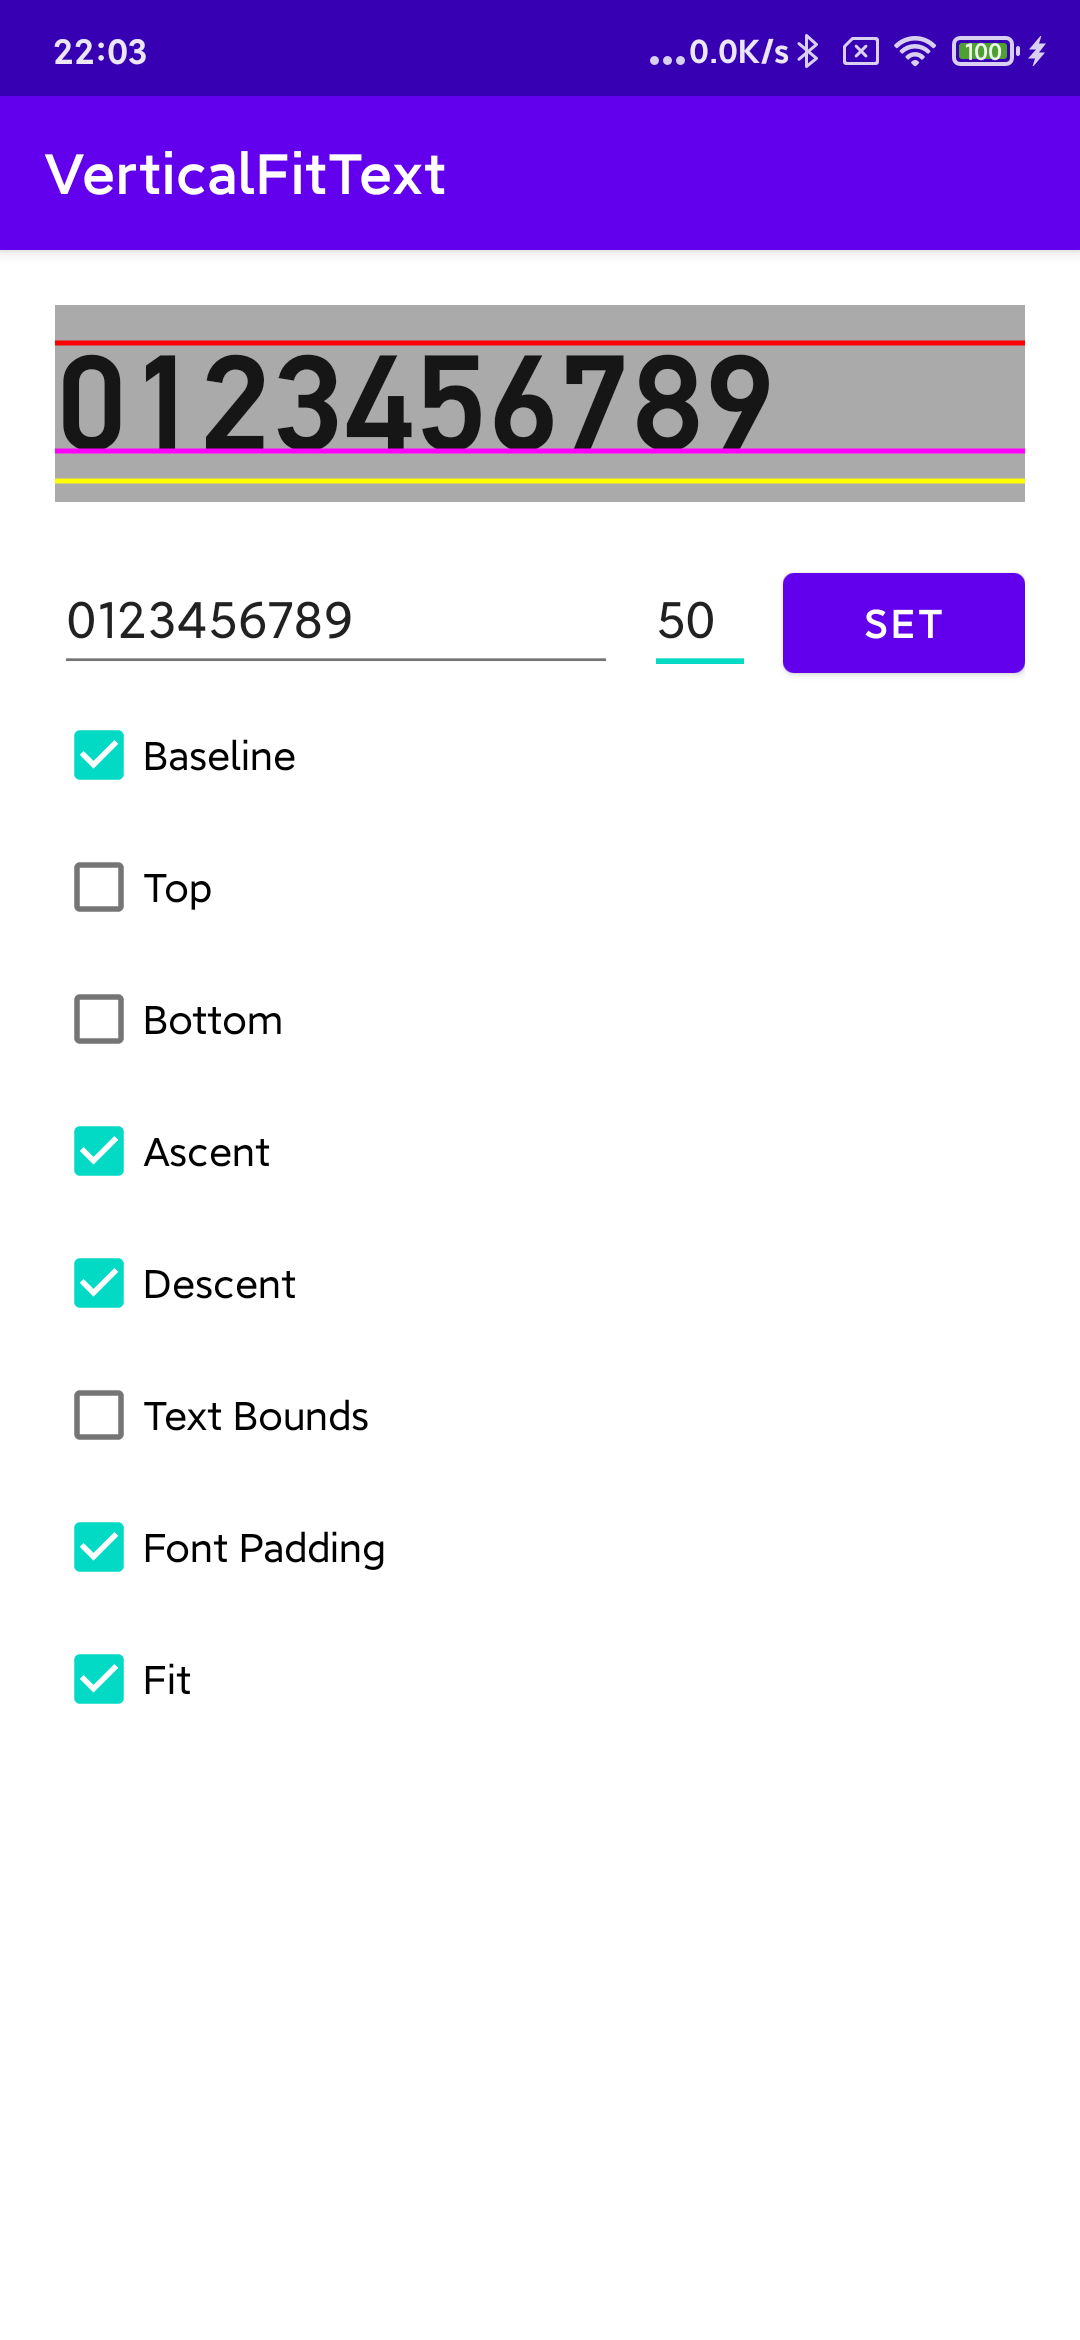 22:03 ...0.0K/s 100
VerticalFitText
0123456789
0123456789 50 SET
Baseline
Top
Bottom
Ascent
Descent
Text Bounds
Font Padding
Fit